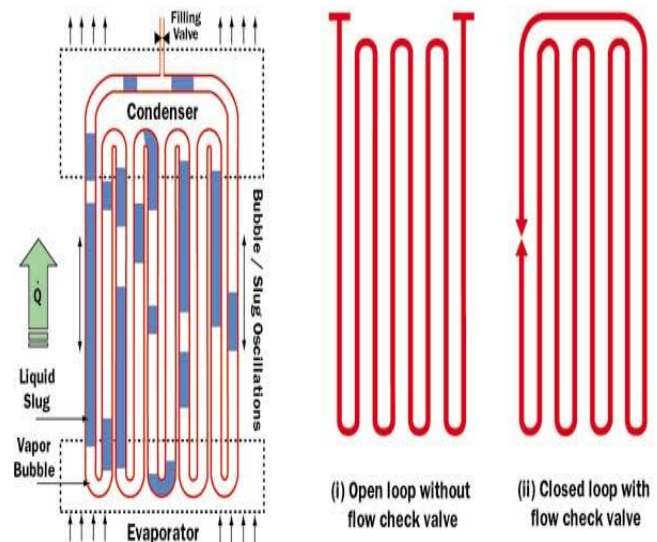 Filling
Valve
Condenser
Bubble / Slug Oscillations
Q̇
Liquid
Slug
Vapor
Bubble
Evaporator
(i) Open loop without
flow check valve
(ii) Closed loop with
flow check valve